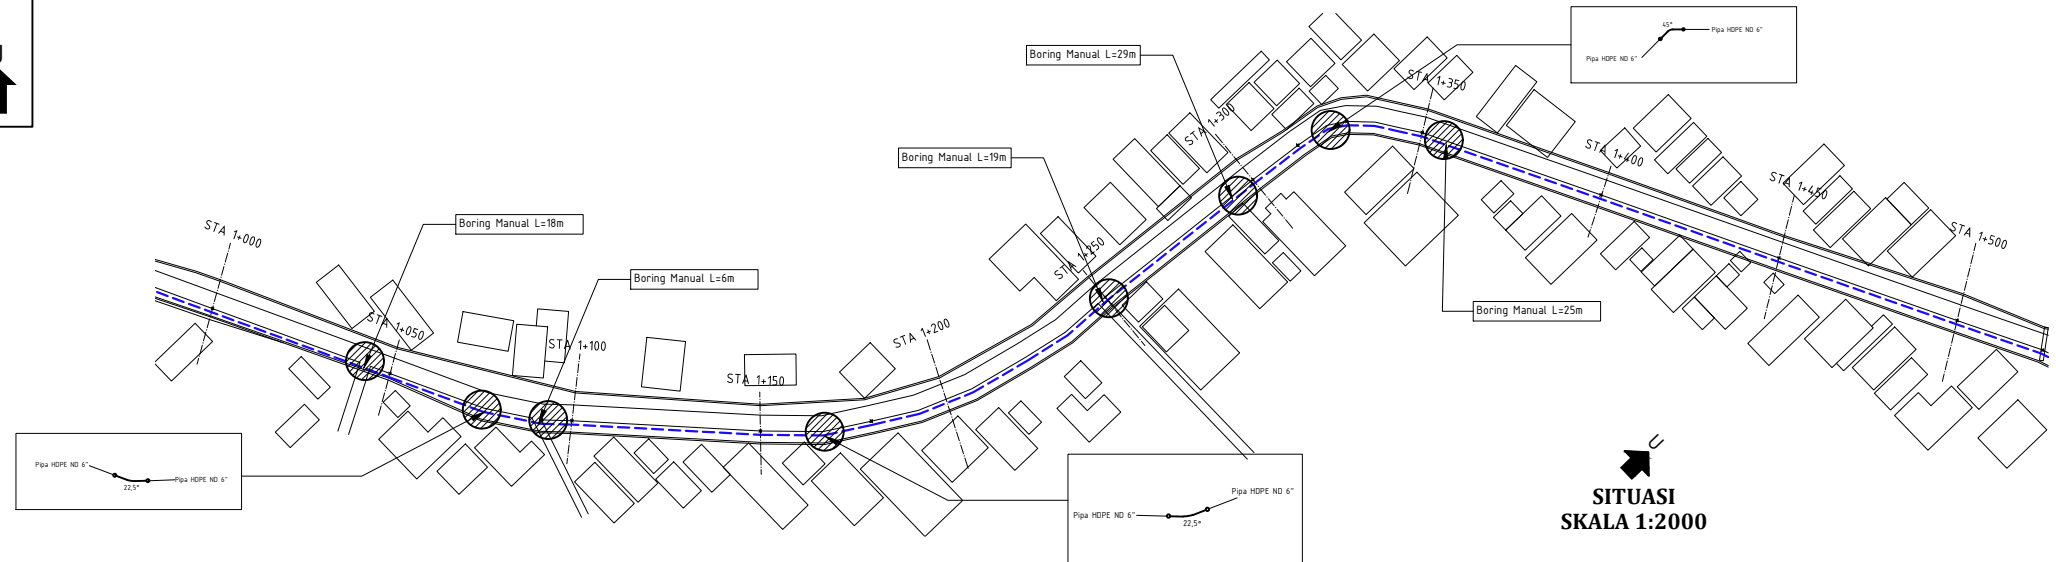 STA 1+000
Boring Manual L=18m
STA 1+050
Pipa HDPE ND 6"
22,5°
Pipa HDPE ND 6"
Boring Manual L=6m
STA 1+100
STA 1+150
STA 1+200
Pipa HDPE ND 6"
22,5°
Pipa HDPE ND 6"
Boring Manual L=19m
STA 1+250
Boring Manual L=29m
STA 1+300
45°
Pipa HDPE ND 6"
Pipa HDPE ND 6"
STA 1+350
Boring Manual L=25m
STA 1+400
STA 1+450
STA 1+500
U
SITUASI
SKALA 1:2000